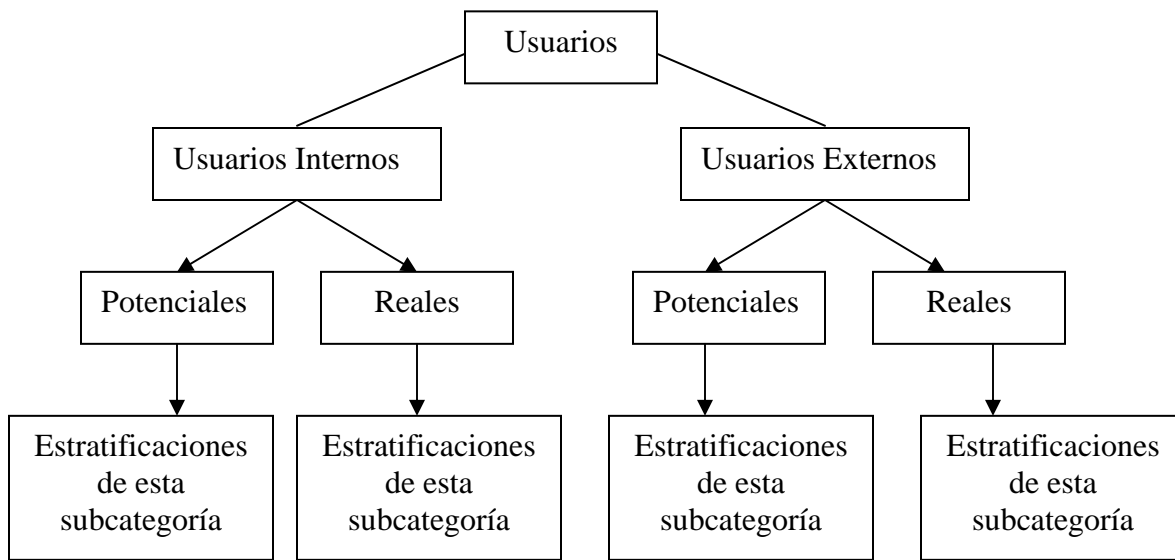 Usuarios
Usuarios Internos
Usuarios Externos
Potenciales
Reales
Potenciales
Reales
Estratificaciones
de esta
subcategoría
Estratificaciones
de esta
subcategoría
Estratificaciones
de esta
subcategoría
Estratificaciones
de esta
subcategoría